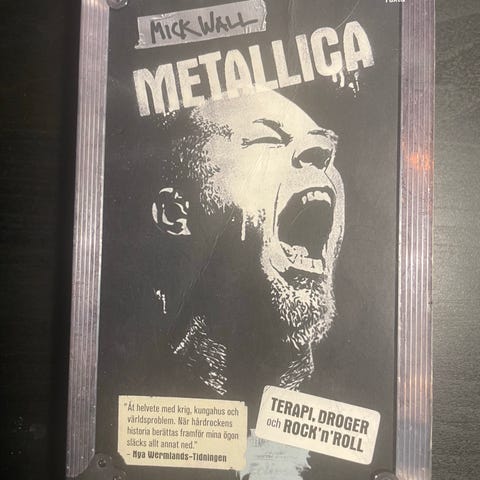 MICK WALL
METALLICA
"Åt helvete med krig, kungahus och
världsproblem. När hårdrockens
historia berättas framför mina ögon
släcks allt annat ned."
– Nya Wermlands-Tidningen
TERAPI, DROGER
och ROCK'N'ROLL